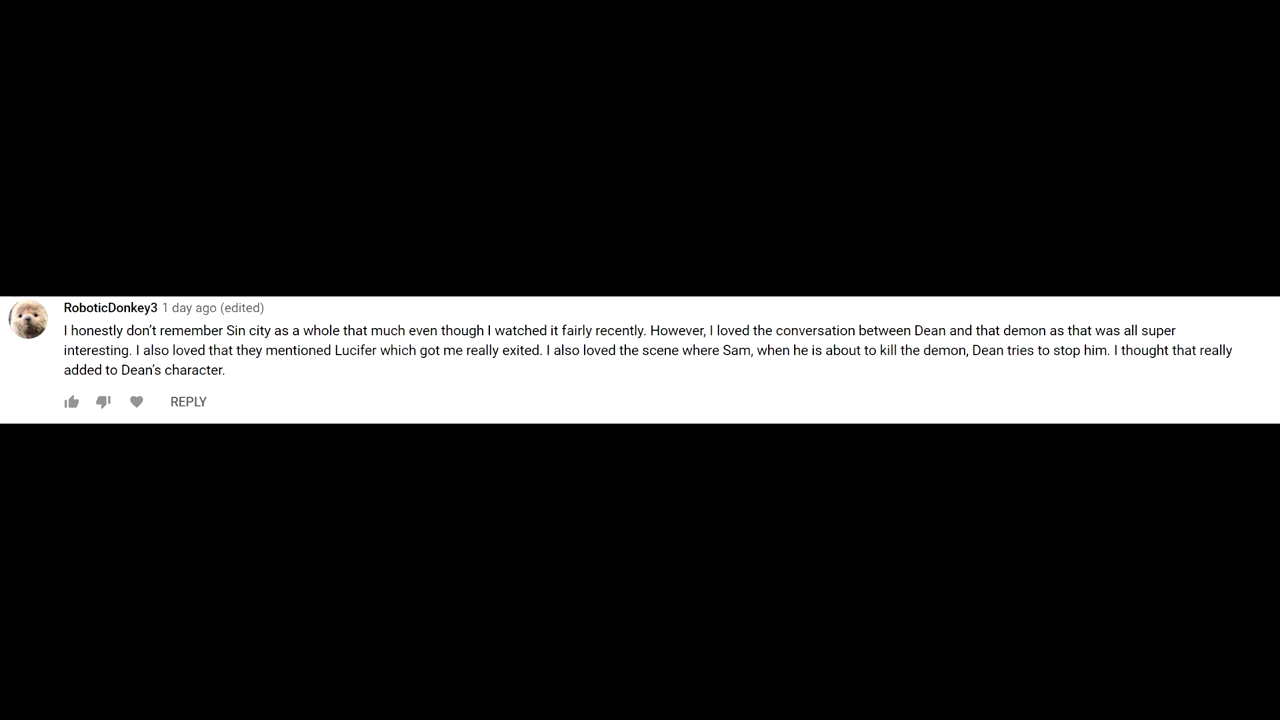 RoboticDonkey3 1 day ago (edited)
I honestly don’t remember Sin city as a whole that much even though I watched it fairly recently. However, I loved the conversation between Dean and that demon as that was all super
interesting. I also loved that they mentioned Lucifer which got me really exited. I also loved the scene where Sam, when he is about to kill the demon, Dean tries to stop him. I thought that really
added to Dean’s character.
REPLY